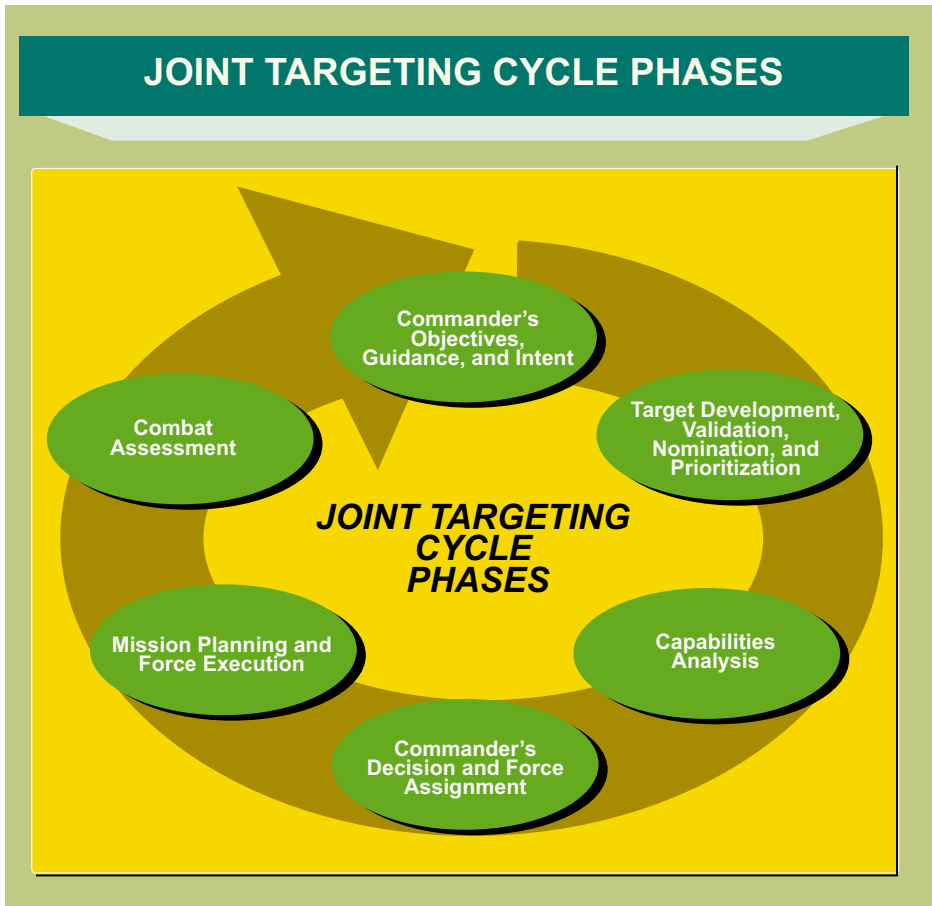 JOINT TARGETING CYCLE PHASES
Commander’s
Objectives,
Guidance, and Intent
Target Development,
Validation,
Nomination, and
Prioritization
Capabilities
Analysis
Commander’s
Decision and Force
Assignment
Mission Planning and
Force Execution
Combat
Assessment
JOINT TARGETING
CYCLE
PHASES